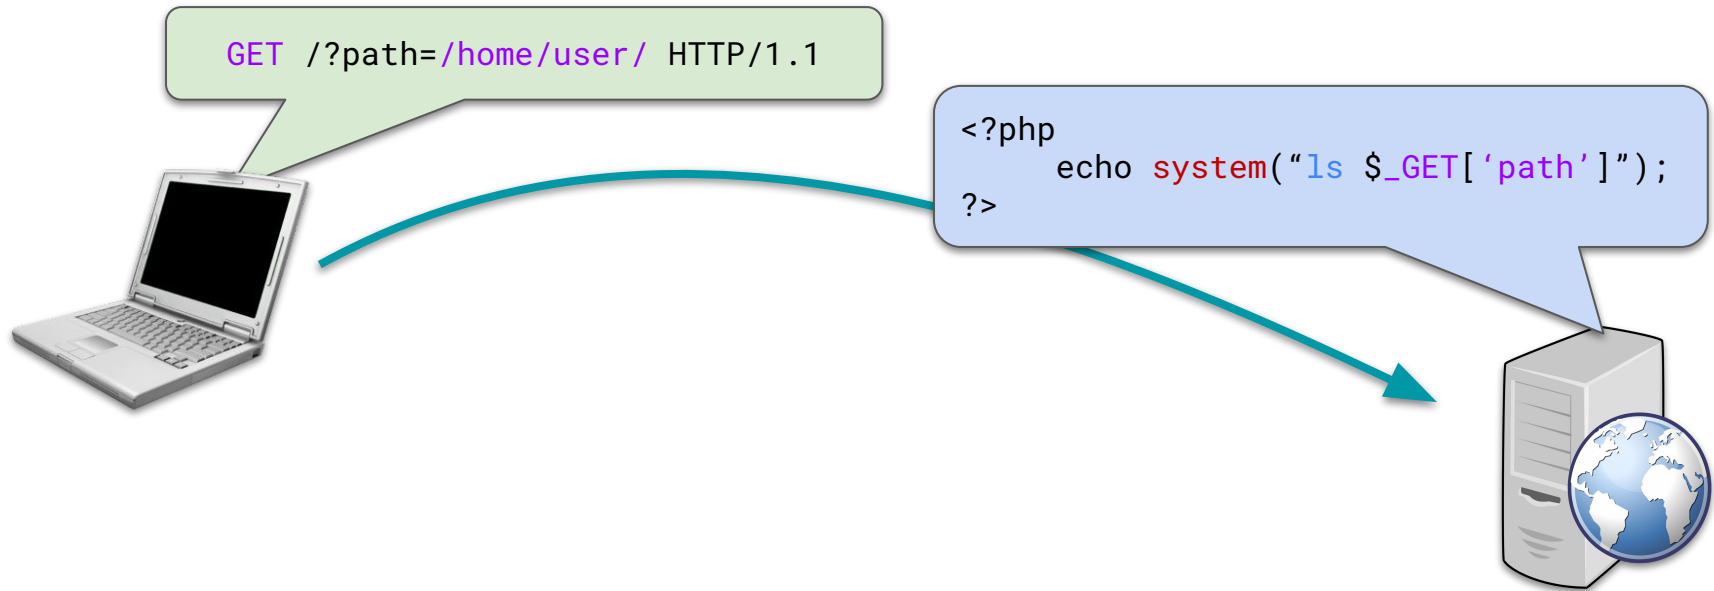 GET /?path=/home/user/ HTTP/1.1
<?php
echo system(“ls $_GET[‘path’]”);
?>